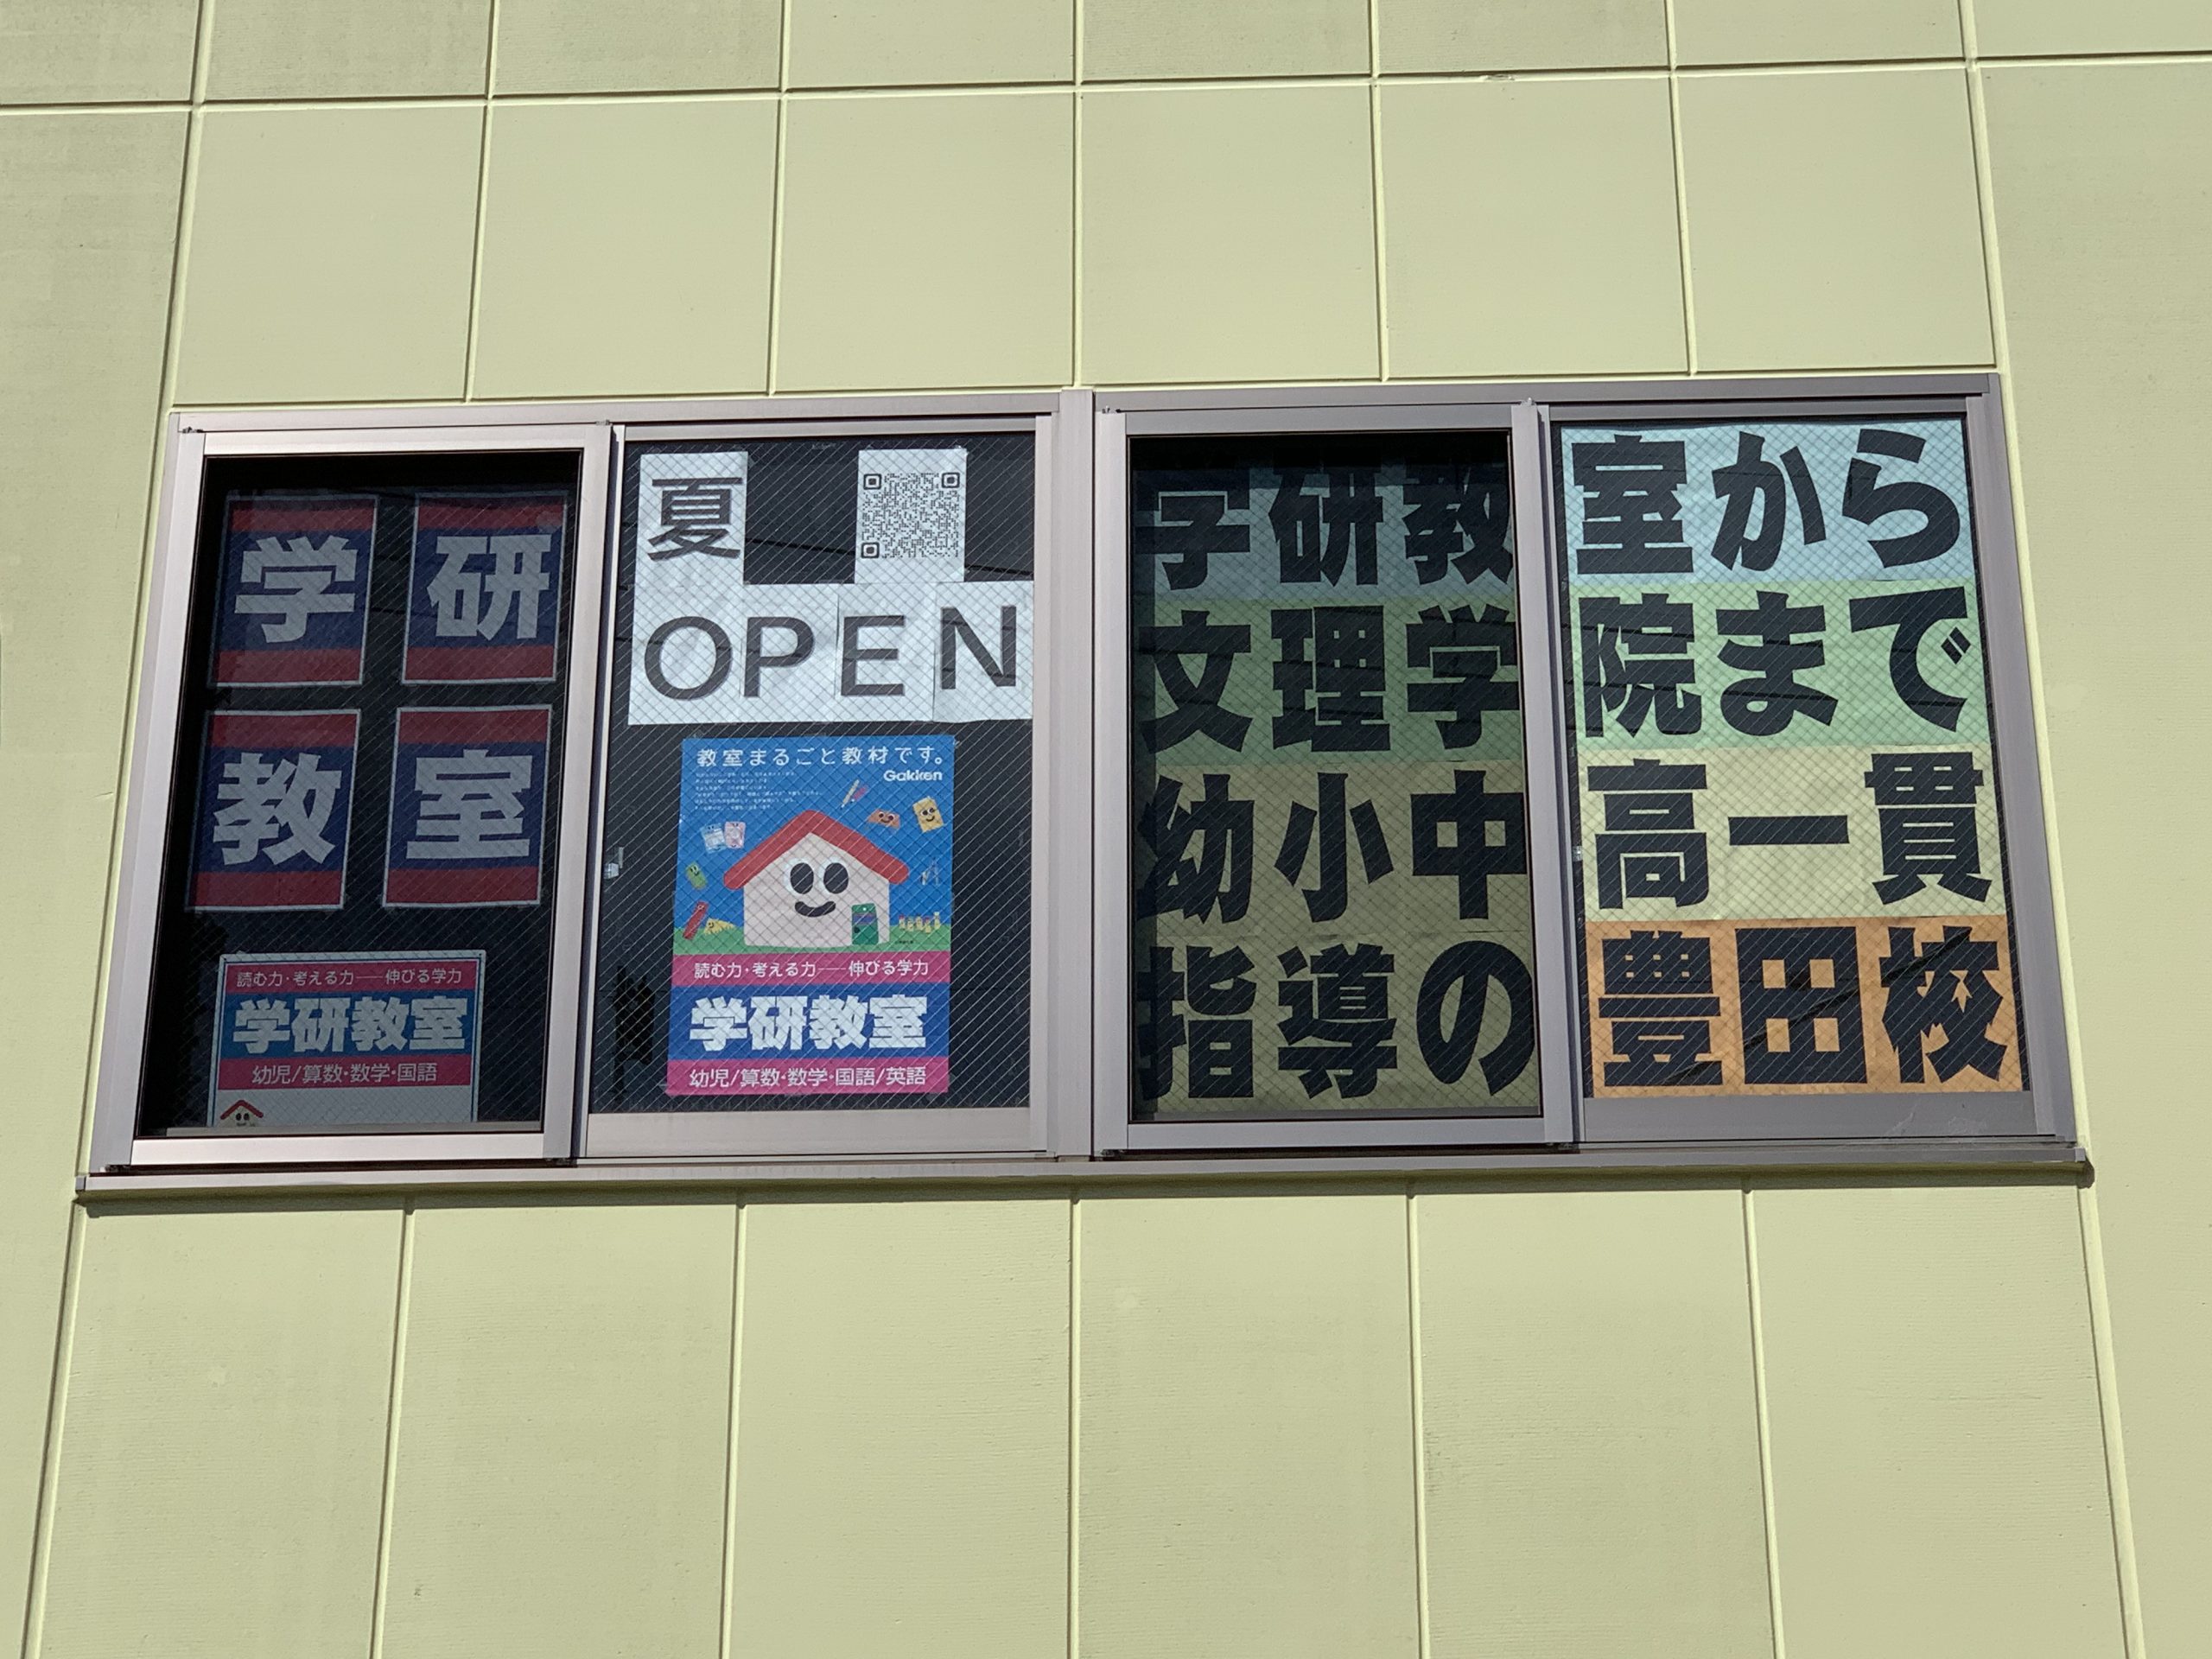 学研
教室
読む力・考える力──伸びる学力
学研教室
幼児/算数・数学・国語
夏
OPEN
教室まるごと教材です。
Gakken
読む力・考える力──伸びる学力
学研教室
幼児/算数・数学・国語/英語
学研教室から
文理学院まで
幼小中高一貫
指導の豊田校